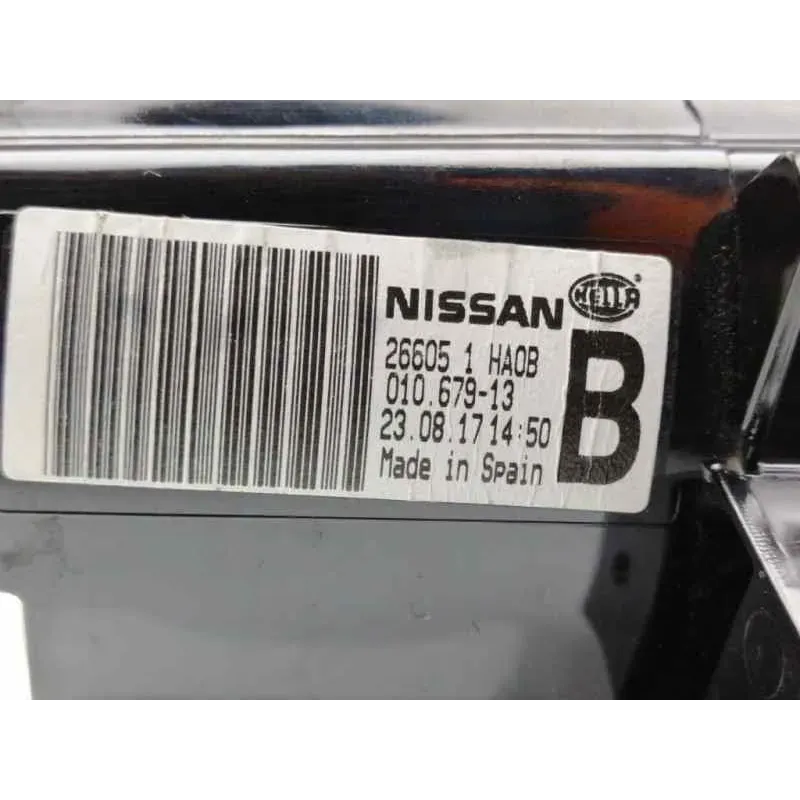 NISSAN HELLA
26605 1 HA0B
010.679-13
23.08.17 14:50
Made in Spain
B